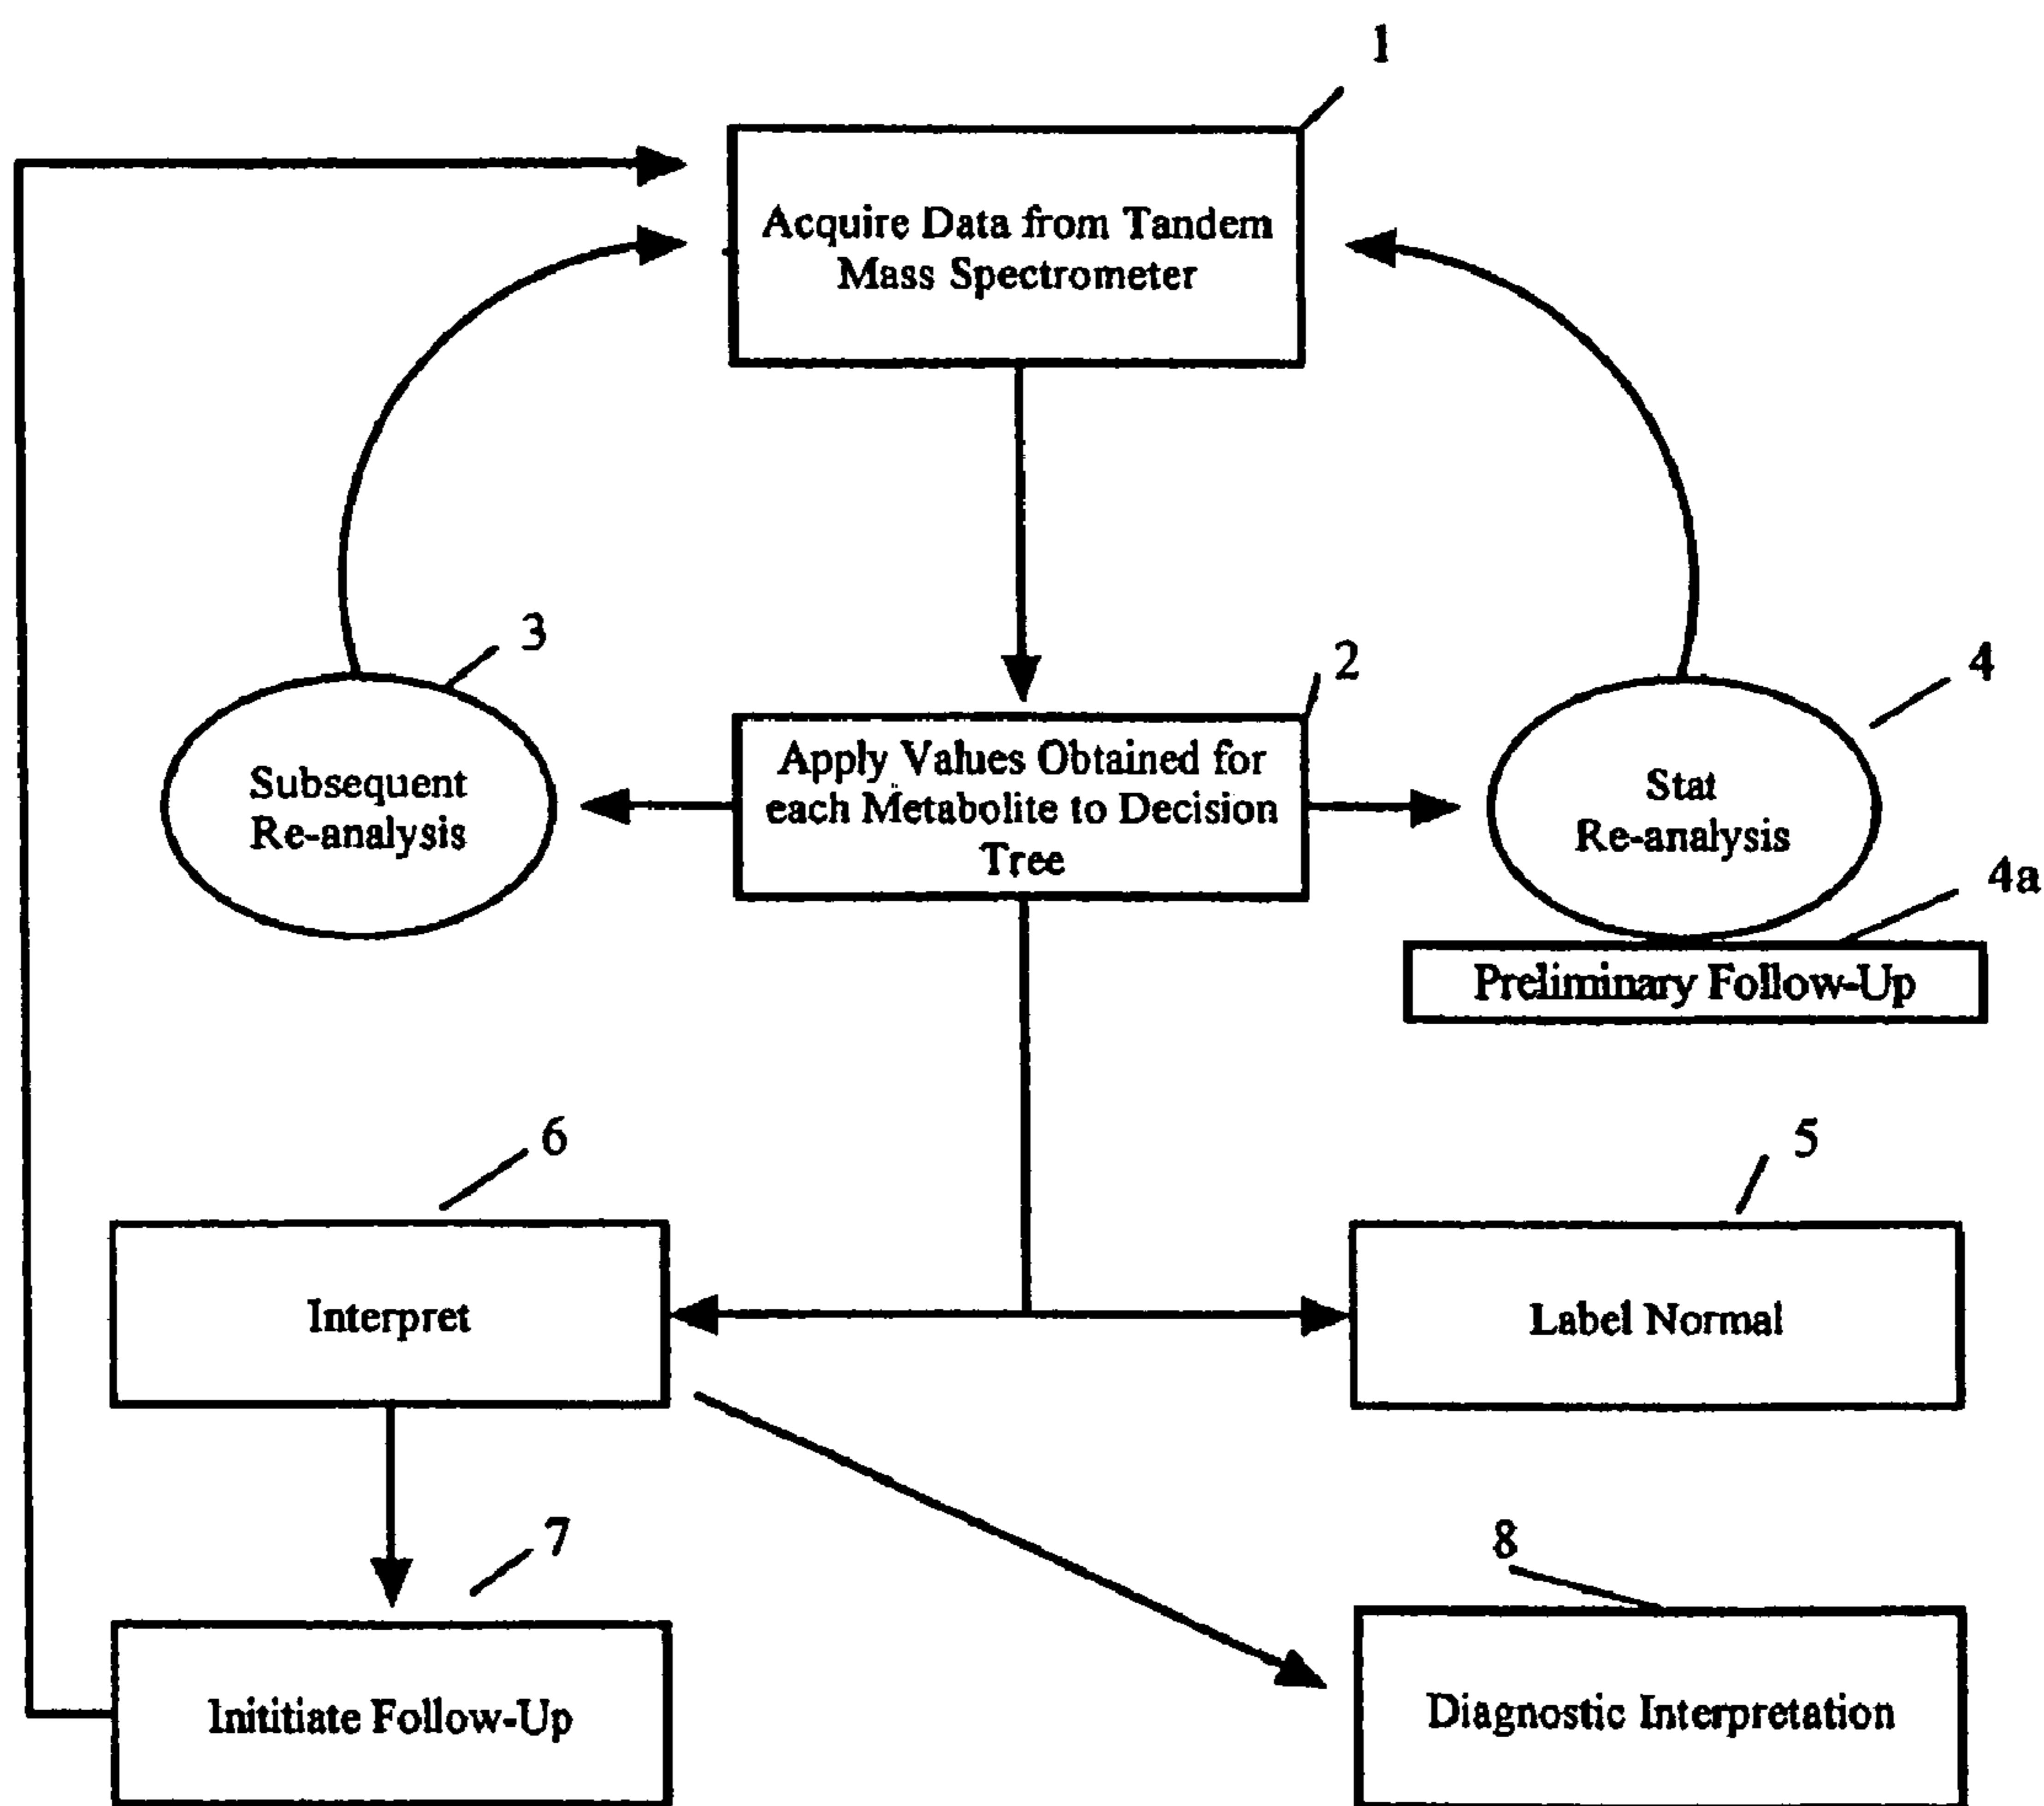 1
Acquire Data from Tandem
Mass Spectrometer
3
2
4
Apply Values Obtained for
each Metabolite to Decision
Tree
Subsequent
Re-analysis
Stat
Re-analysis
4a
Preliminary Follow-Up
6
5
Interpret
Label Normal
7
8
Inititiate Follow-Up
Diagnostic Interpretation